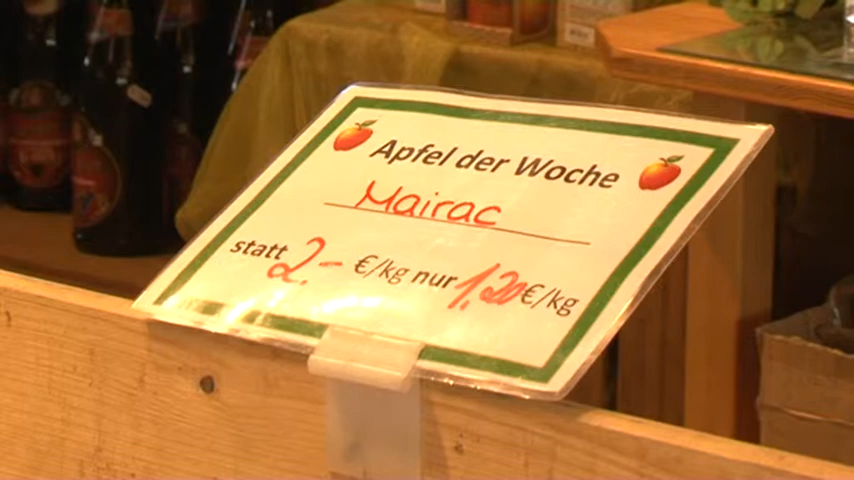 Apfel der Woche
Mairac
statt 2.- €/kg nur 1,20 €/kg